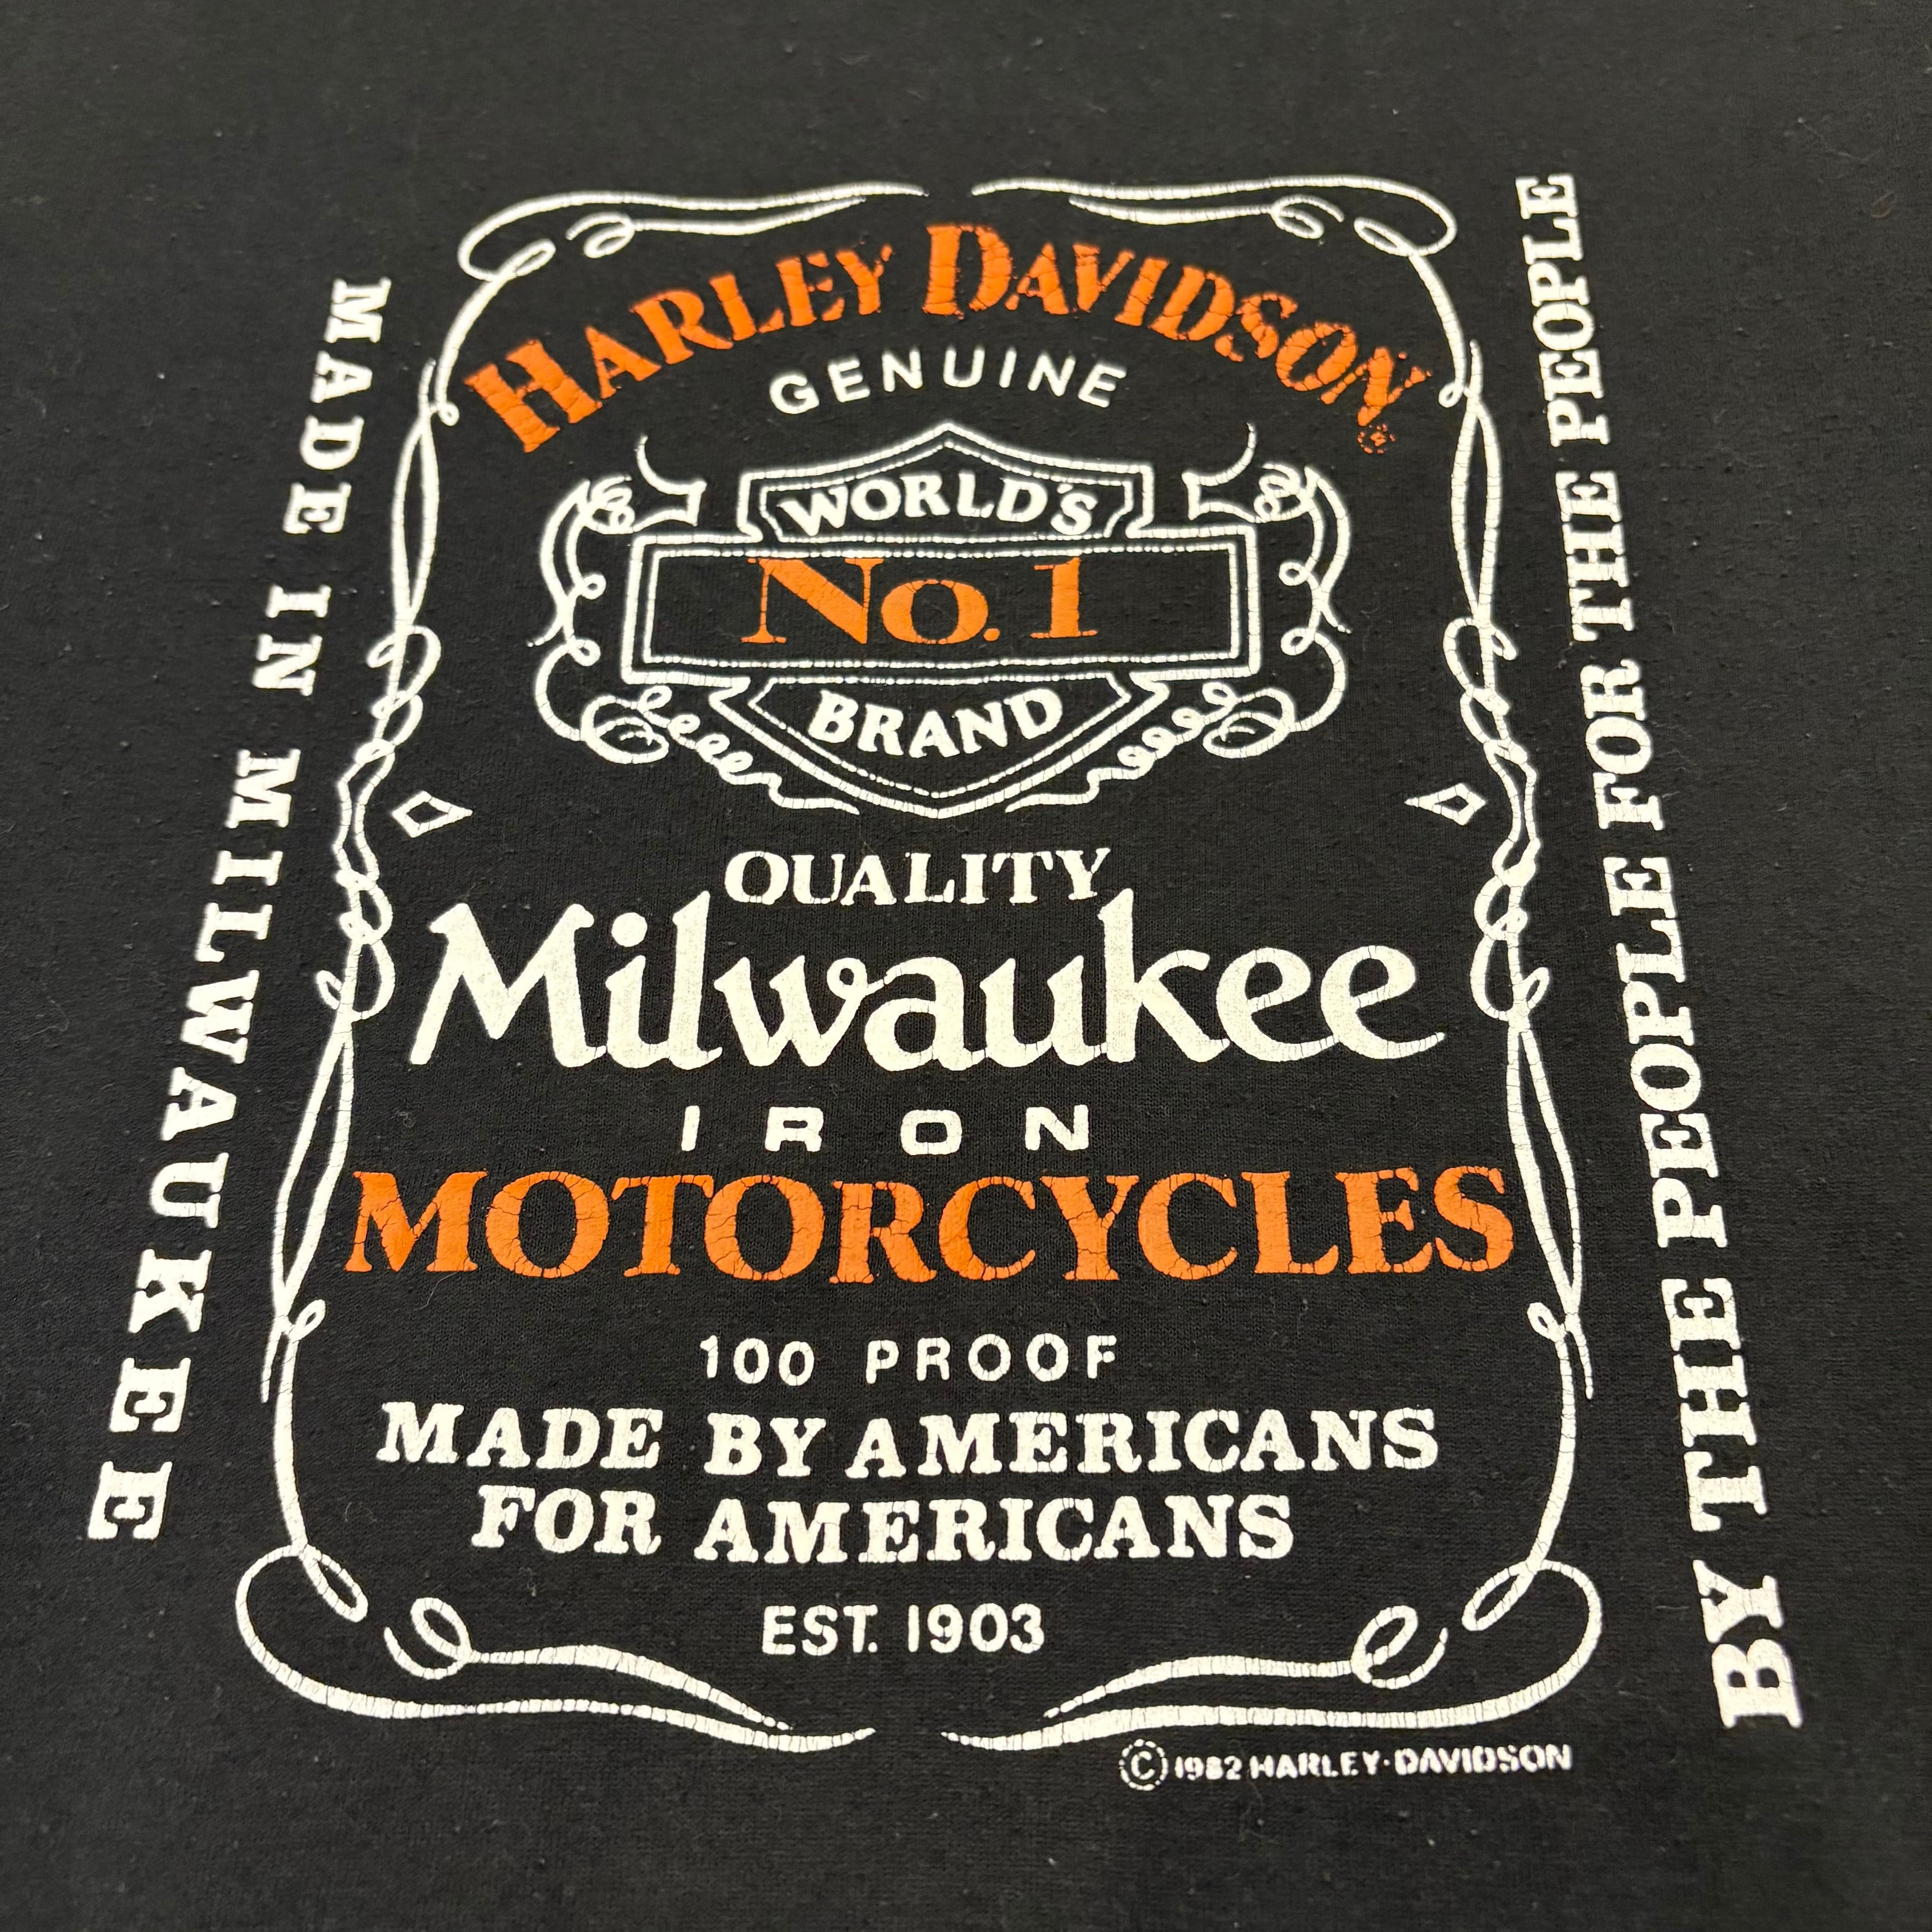 HARLEY DAVIDSON®
GENUINE
WORLD'S
No. 1
BRAND
QUALITY
Milwaukee
IRON
MOTORCYCLES
100 PROOF
MADE BY AMERICANS
FOR AMERICANS
EST. 1903
© 1982 HARLEY-DAVIDSON
MADE IN MILWAUKEE
BY THE PEOPLE FOR THE PEOPLE